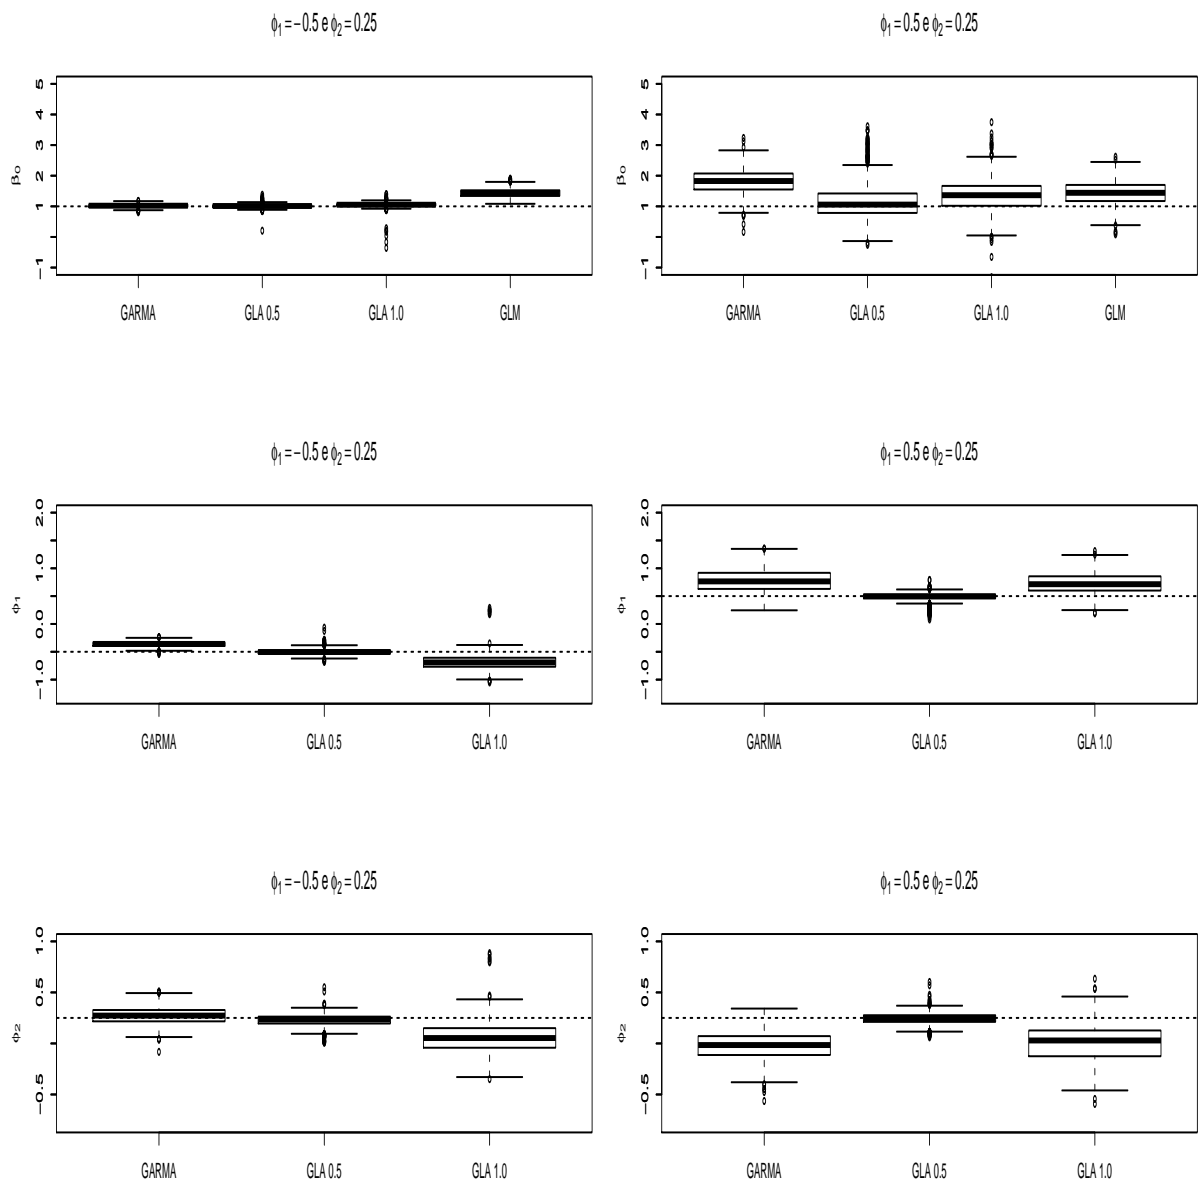 ϕ₁ = −0.5 e ϕ₂ = 0.25
β₀
−1 1 2 3 4 5
GARMA GLA 0.5 GLA 1.0 GLM
ϕ₁ = 0.5 e ϕ₂ = 0.25
β₀
−1 1 2 3 4 5
GARMA GLA 0.5 GLA 1.0 GLM
ϕ₁ = −0.5 e ϕ₂ = 0.25
ϕ₁
−1.0 0.0 1.0 2.0
GARMA GLA 0.5 GLA 1.0
ϕ₁ = 0.5 e ϕ₂ = 0.25
ϕ₁
−1.0 0.0 1.0 2.0
GARMA GLA 0.5 GLA 1.0
ϕ₁ = −0.5 e ϕ₂ = 0.25
ϕ₂
−0.5 0.5 1.0
GARMA GLA 0.5 GLA 1.0
ϕ₁ = 0.5 e ϕ₂ = 0.25
ϕ₂
−0.5 0.5 1.0
GARMA GLA 0.5 GLA 1.0